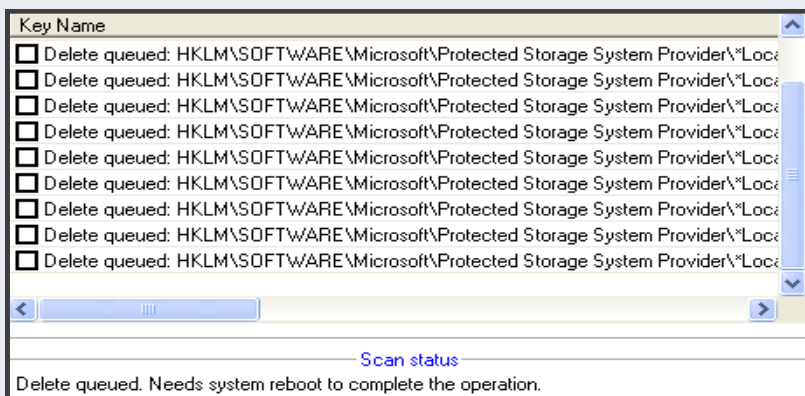 Key Name
Delete queued: HKLM\SOFTWARE\Microsoft\Protected Storage System Provider\*Loca
Delete queued: HKLM\SOFTWARE\Microsoft\Protected Storage System Provider\*Loca
Delete queued: HKLM\SOFTWARE\Microsoft\Protected Storage System Provider\*Loca
Delete queued: HKLM\SOFTWARE\Microsoft\Protected Storage System Provider\*Loca
Delete queued: HKLM\SOFTWARE\Microsoft\Protected Storage System Provider\*Loca
Delete queued: HKLM\SOFTWARE\Microsoft\Protected Storage System Provider\*Loca
Delete queued: HKLM\SOFTWARE\Microsoft\Protected Storage System Provider\*Loca
Delete queued: HKLM\SOFTWARE\Microsoft\Protected Storage System Provider\*Loca
Delete queued: HKLM\SOFTWARE\Microsoft\Protected Storage System Provider\*Loca
Scan status
Delete queued. Needs system reboot to complete the operation.